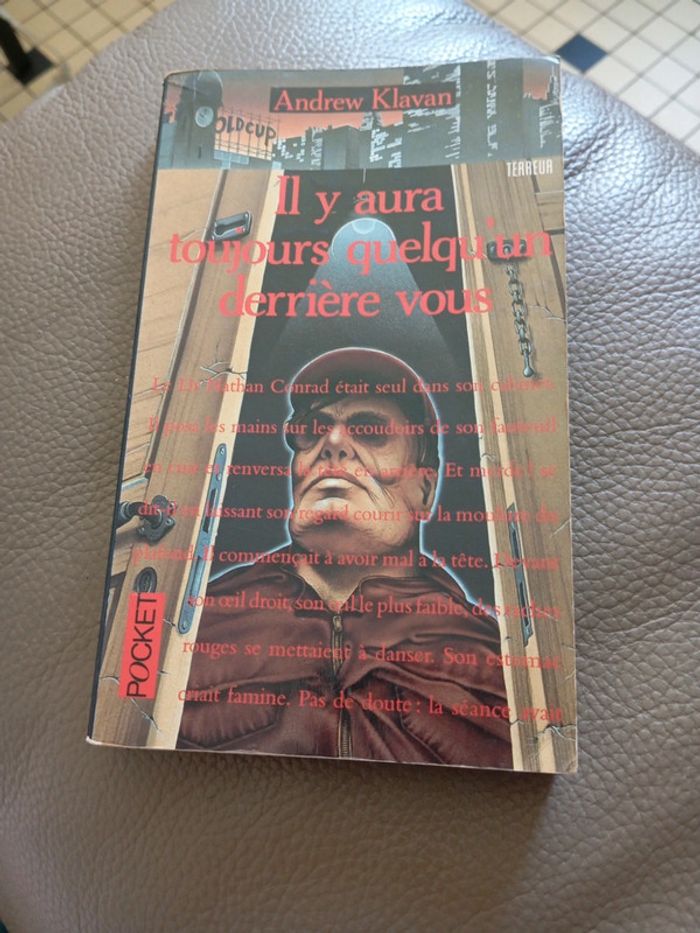 OLDCUP
Andrew Klavan
TERREUR
Il y aura
toujours quelqu'un
derrière vous
Le Dr Nathan Conrad était seul dans son cabinet.
Il posa les mains sur les accoudoirs de son fauteuil
en cuir et renversa la tête en arrière. Et merde ! se
dit-il en laissant son regard courir sur la moulure du
plafond. Il commençait à avoir mal à la tête. Devant
son œil droit, son œil le plus faible, des taches
rouges se mettaient à danser. Son estomac
criait famine. Pas de doute : la séance avait
POCKET